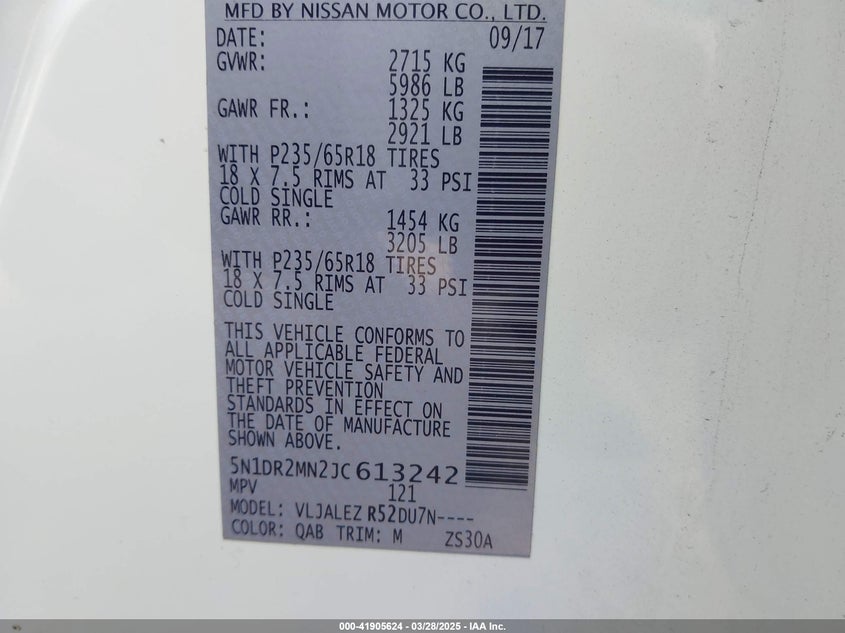 MFD BY NISSAN MOTOR CO., LTD.
DATE: 09/17
GVWR: 2715 KG
5986 LB
GAWR FR.: 1325 KG
2921 LB
WITH P235/65R18 TIRES
18 X 7.5 RIMS AT 33 PSI
COLD SINGLE
GAWR RR.: 1454 KG
3205 LB
WITH P235/65R18 TIRES
18 X 7.5 RIMS AT 33 PSI
COLD SINGLE
THIS VEHICLE CONFORMS TO
ALL APPLICABLE FEDERAL
MOTOR VEHICLE SAFETY AND
THEFT PREVENTION
STANDARDS IN EFFECT ON
THE DATE OF MANUFACTURE
SHOWN ABOVE.
5N1DR2MN2JC613242
MPV 121
MODEL: VLJALEZ R52DU7N----
COLOR: QAB TRIM: M ZS30A
000-41905624 - 03/28/2025 - IAA Inc.